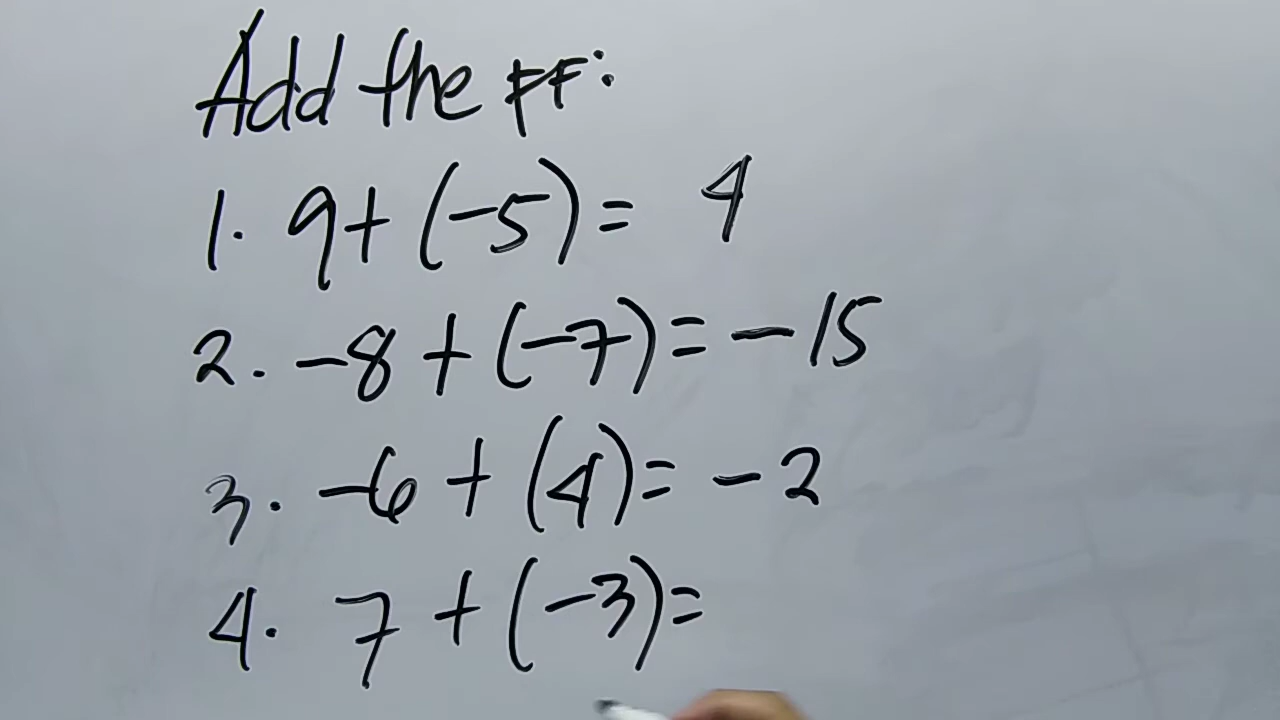 Add the FF:
1. 9 + (-5) = 4
2. -8 + (-7) = -15
3. -6 + (4) = -2
4. 7 + (-3) =